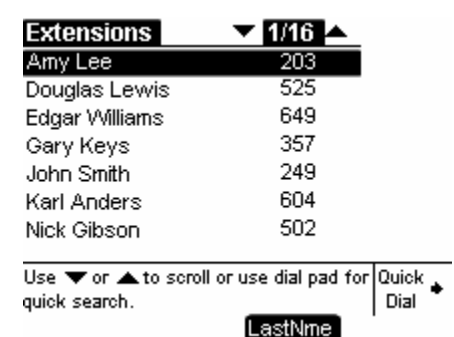 Extensions ▼ 1/16 ▲
Amy Lee 203
Douglas Lewis 525
Edgar Williams 649
Gary Keys 357
John Smith 249
Karl Anders 604
Nick Gibson 502
Use ▼ or ▲ to scroll or use dial pad for
quick search.
Quick
Dial
LastNme